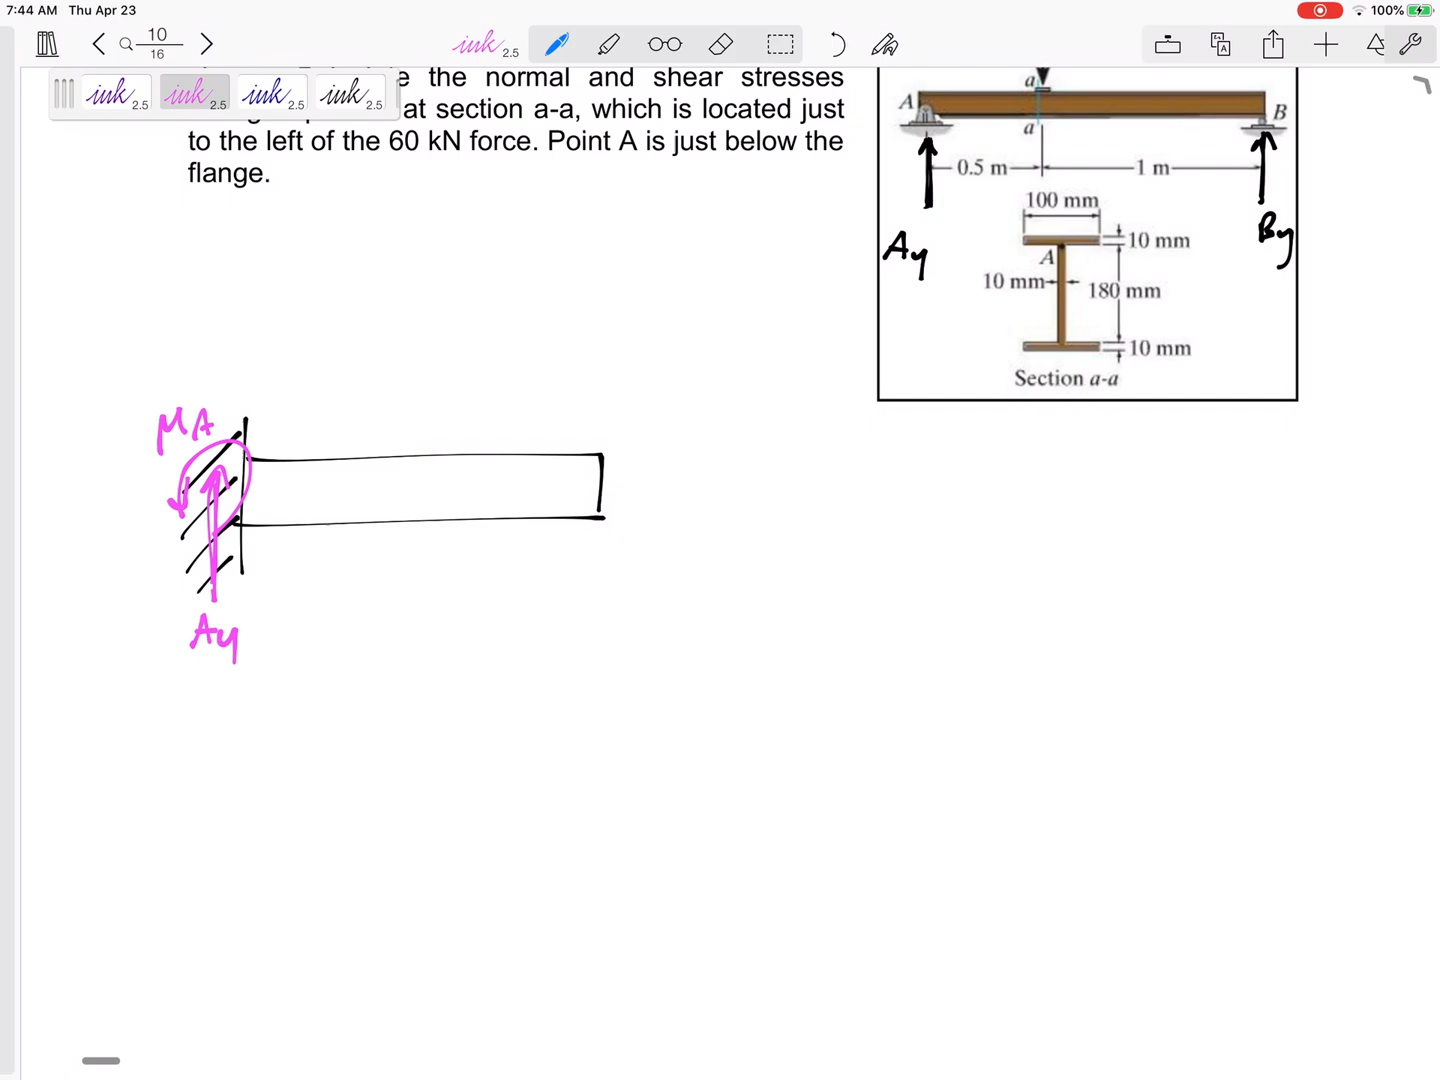 7:44 AM Thu Apr 23
100%
10
16
ink 2.5
ink 2.5
ink 2.5
ink 2.5
ink 2.5
the normal and shear stresses
at section a-a, which is located just
to the left of the 60 kN force. Point A is just below the
flange.
a
A
B
a
0.5 m
1 m
Ay
By
100 mm
10 mm
A
10 mm
180 mm
10 mm
Section a-a
MA
Ay